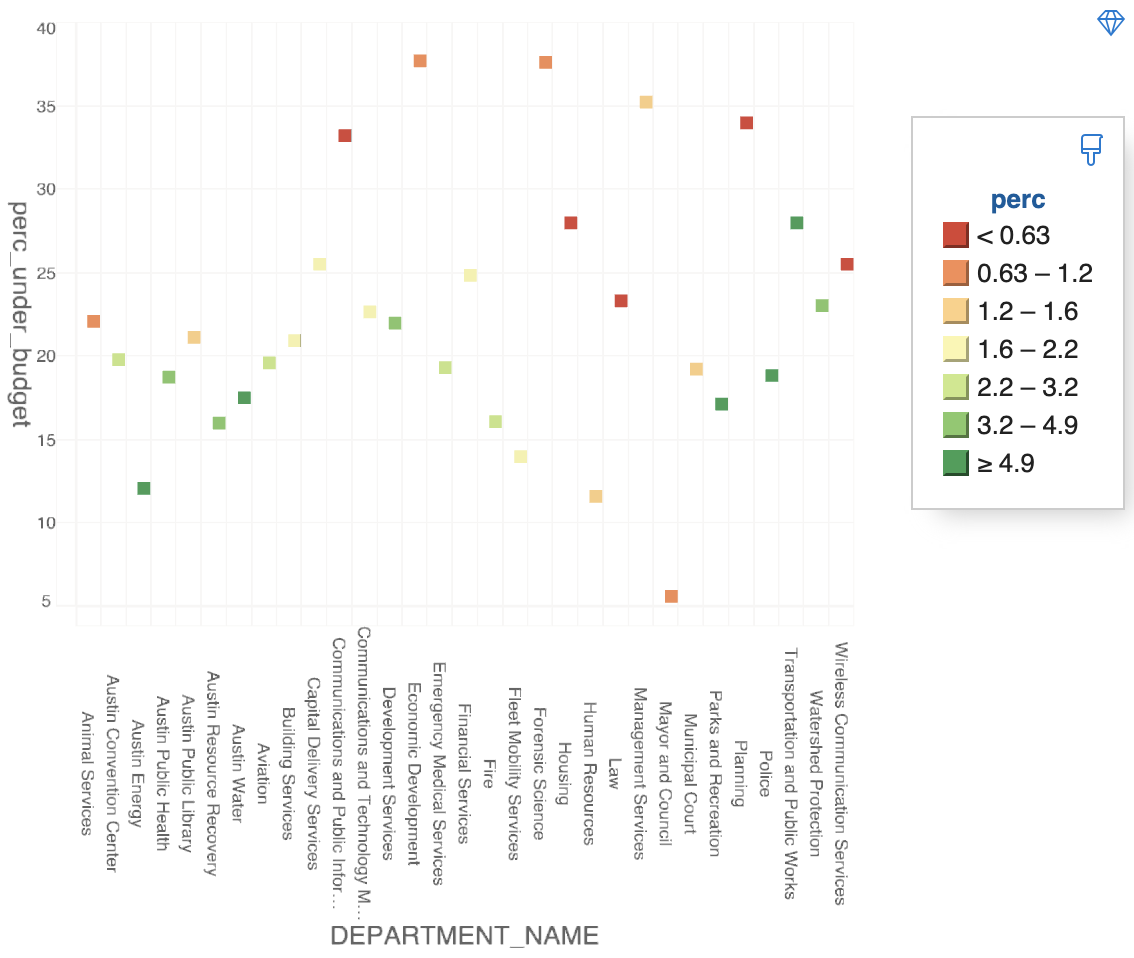 40
35
30
25
20
15
10
5
perc_under_budget
Animal Services
Austin Convention Center
Austin Energy
Austin Public Health
Austin Public Library
Austin Resource Recovery
Austin Water
Aviation
Building Services
Capital Delivery Services
Communications and Public Infor…
Communications and Technology M…
Development Services
Economic Development
Emergency Medical Services
Financial Services
Fire
Fleet Mobility Services
Forensic Science
Housing
Human Resources
Law
Management Services
Mayor and Council
Municipal Court
Parks and Recreation
Planning
Police
Transportation and Public Works
Watershed Protection
Wireless Communication Services
DEPARTMENT_NAME
perc
< 0.63
0.63 – 1.2
1.2 – 1.6
1.6 – 2.2
2.2 – 3.2
3.2 – 4.9
≥ 4.9